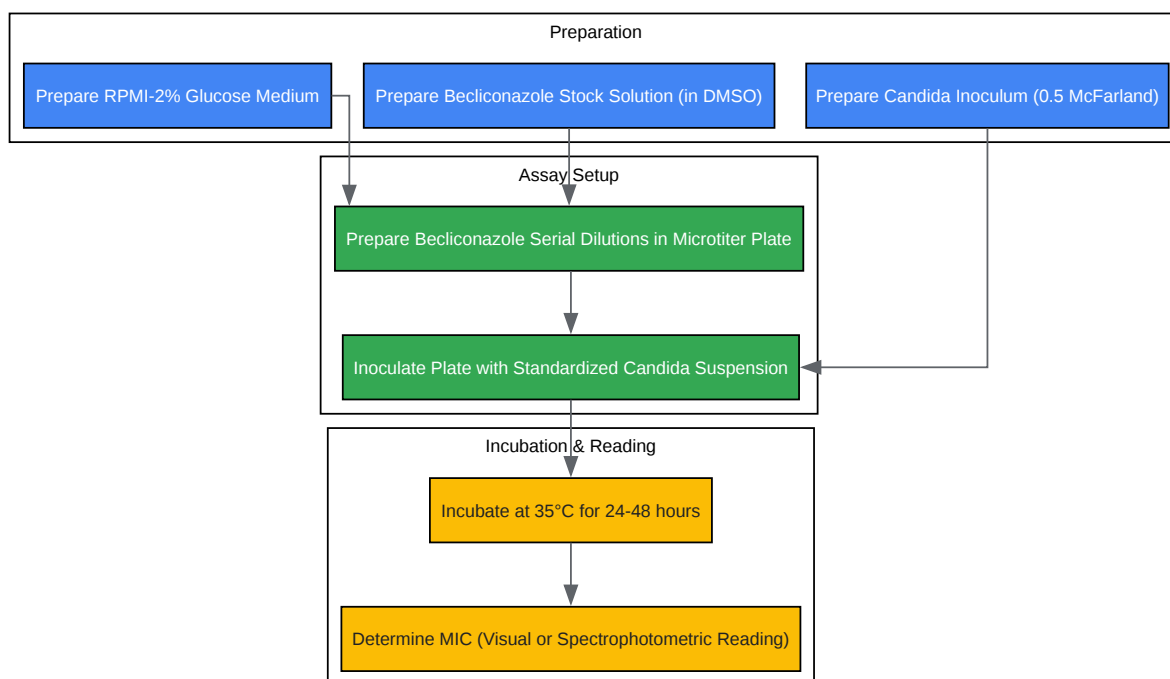 Preparation
Prepare RPMI-2% Glucose Medium
Prepare Becliconazole Stock Solution (in DMSO)
Prepare Candida Inoculum (0.5 McFarland)
Assay Setup
Prepare Becliconazole Serial Dilutions in Microtiter Plate
Inoculate Plate with Standardized Candida Suspension
Incubation & Reading
Incubate at 35°C for 24-48 hours
Determine MIC (Visual or Spectrophotometric Reading)